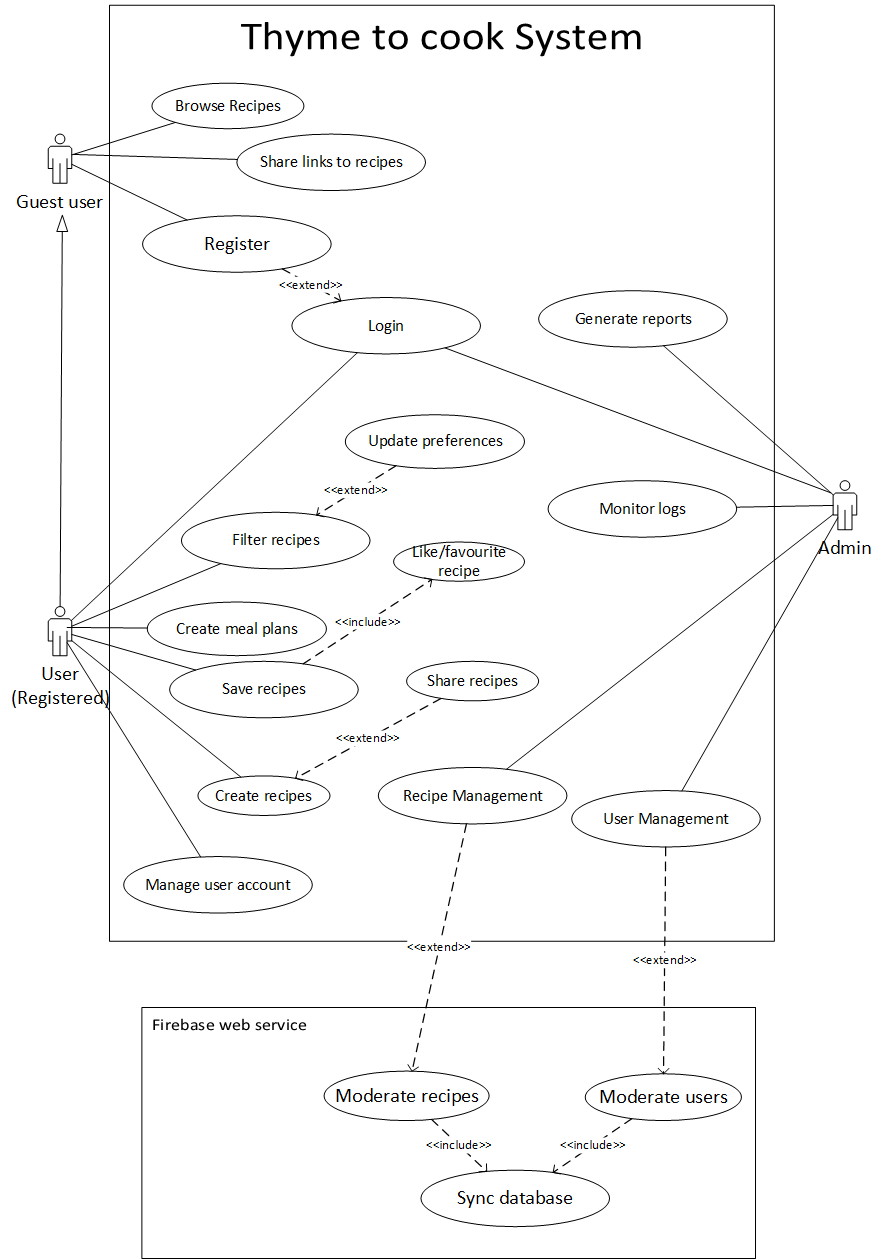 Thyme to cook System
Browse Recipes
Share links to recipes
Guest user
Register
<<extend>>
Login
Generate reports
Update preferences
<<extend>>
Monitor logs
Filter recipes
Like/favourite
recipe
Admin
<<include>>
Create meal plans
User
(Registered)
Save recipes
Share recipes
<<extend>>
Create recipes
Recipe Management
User Management
Manage user account
<<extend>>
<<extend>>
Firebase web service
Moderate recipes
Moderate users
<<include>>
<<include>>
Sync database